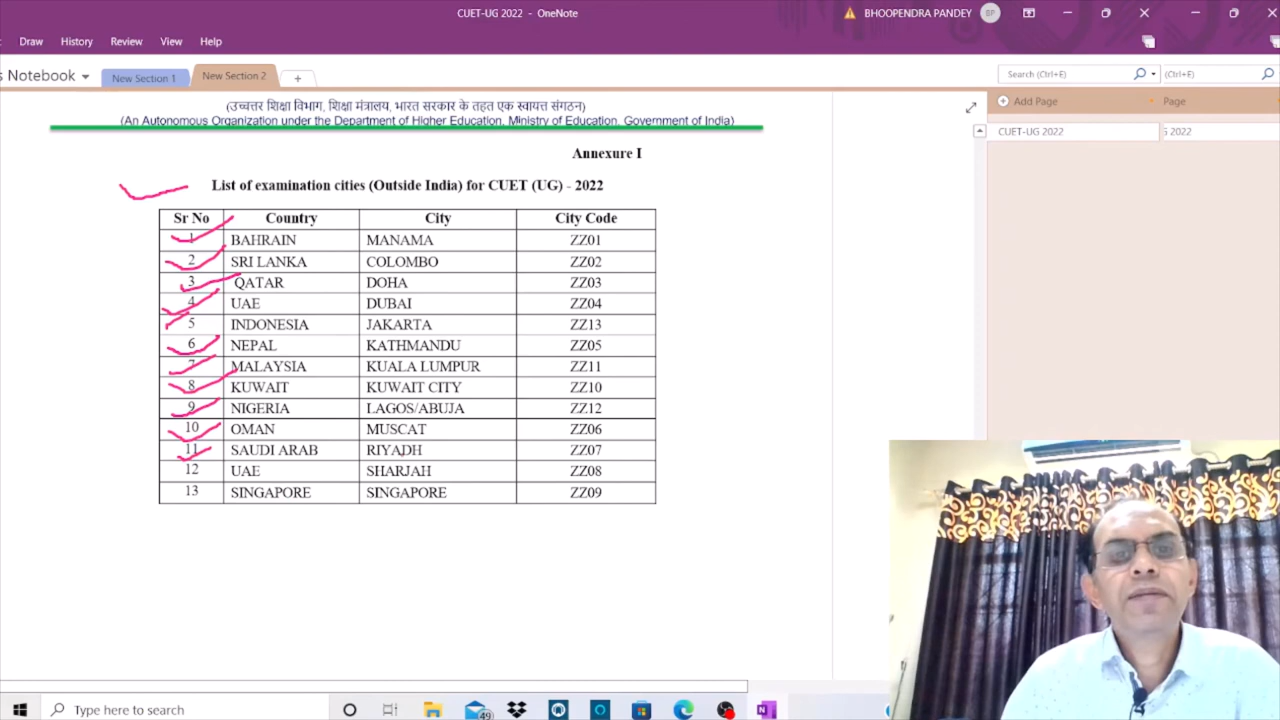 CUET-UG 2022 - OneNote
BHOOPENDRA PANDEY
BP
Draw History Review View Help
s Notebook
New Section 1
New Section 2
+
Search (Ctrl+E)
(Ctrl+E)
Add Page
Page
CUET-UG 2022
G 2022
(उच्चत्तर शिक्षा विभाग, शिक्षा मंत्रालय, भारत सरकार के तहत एक स्वायत्त संगठन)
(An Autonomous Organization under the Department of Higher Education, Ministry of Education, Government of India)
Annexure I
List of examination cities (Outside India) for CUET (UG) - 2022
Sr No Country City City Code
1 BAHRAIN MANAMA ZZ01
2 SRI LANKA COLOMBO ZZ02
3 QATAR DOHA ZZ03
4 UAE DUBAI ZZ04
5 INDONESIA JAKARTA ZZ13
6 NEPAL KATHMANDU ZZ05
7 MALAYSIA KUALA LUMPUR ZZ11
8 KUWAIT KUWAIT CITY ZZ10
9 NIGERIA LAGOS/ABUJA ZZ12
10 OMAN MUSCAT ZZ06
11 SAUDI ARAB RIYADH ZZ07
12 UAE SHARJAH ZZ08
13 SINGAPORE SINGAPORE ZZ09
Type here to search
49